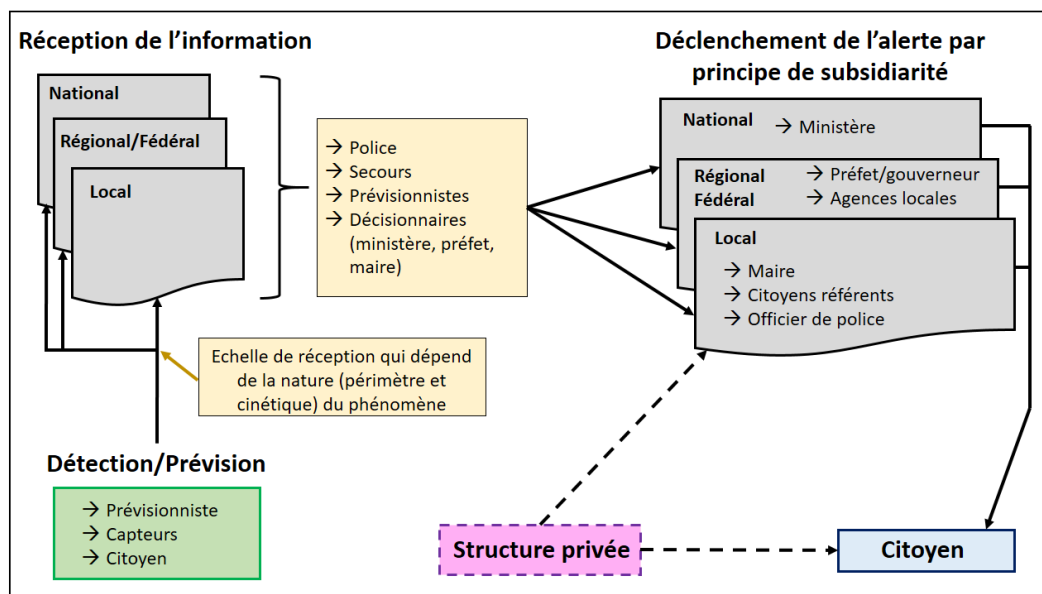 Réception de l’information
National
Régional/Fédéral
Local
→ Police
→ Secours
→ Prévisionnistes
→ Décisionnaires
(ministère, préfet,
maire)
Déclenchement de l’alerte par
principe de subsidiarité
National → Ministère
Régional → Préfet/gouverneur
Fédéral → Agences locales
Local
→ Maire
→ Citoyens référents
→ Officier de police
Echelle de réception qui dépend
de la nature (périmètre et
cinétique) du phénomène
Détection/Prévision
→ Prévisionniste
→ Capteurs
→ Citoyen
Structure privée
Citoyen